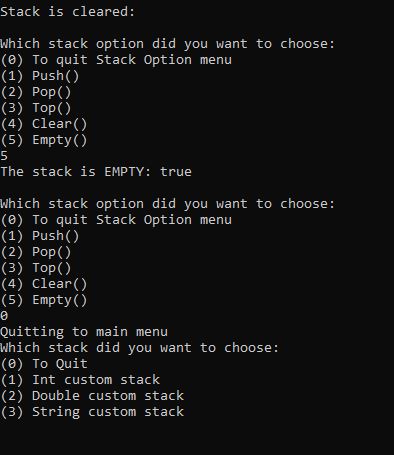 Stack is cleared:
Which stack option did you want to choose:
(0) To quit Stack Option menu
(1) Push()
(2) Pop()
(3) Top()
(4) Clear()
(5) Empty()
5
The stack is EMPTY: true
Which stack option did you want to choose:
(0) To quit Stack Option menu
(1) Push()
(2) Pop()
(3) Top()
(4) Clear()
(5) Empty()
0
Quitting to main menu
Which stack did you want to choose:
(0) To Quit
(1) Int custom stack
(2) Double custom stack
(3) String custom stack